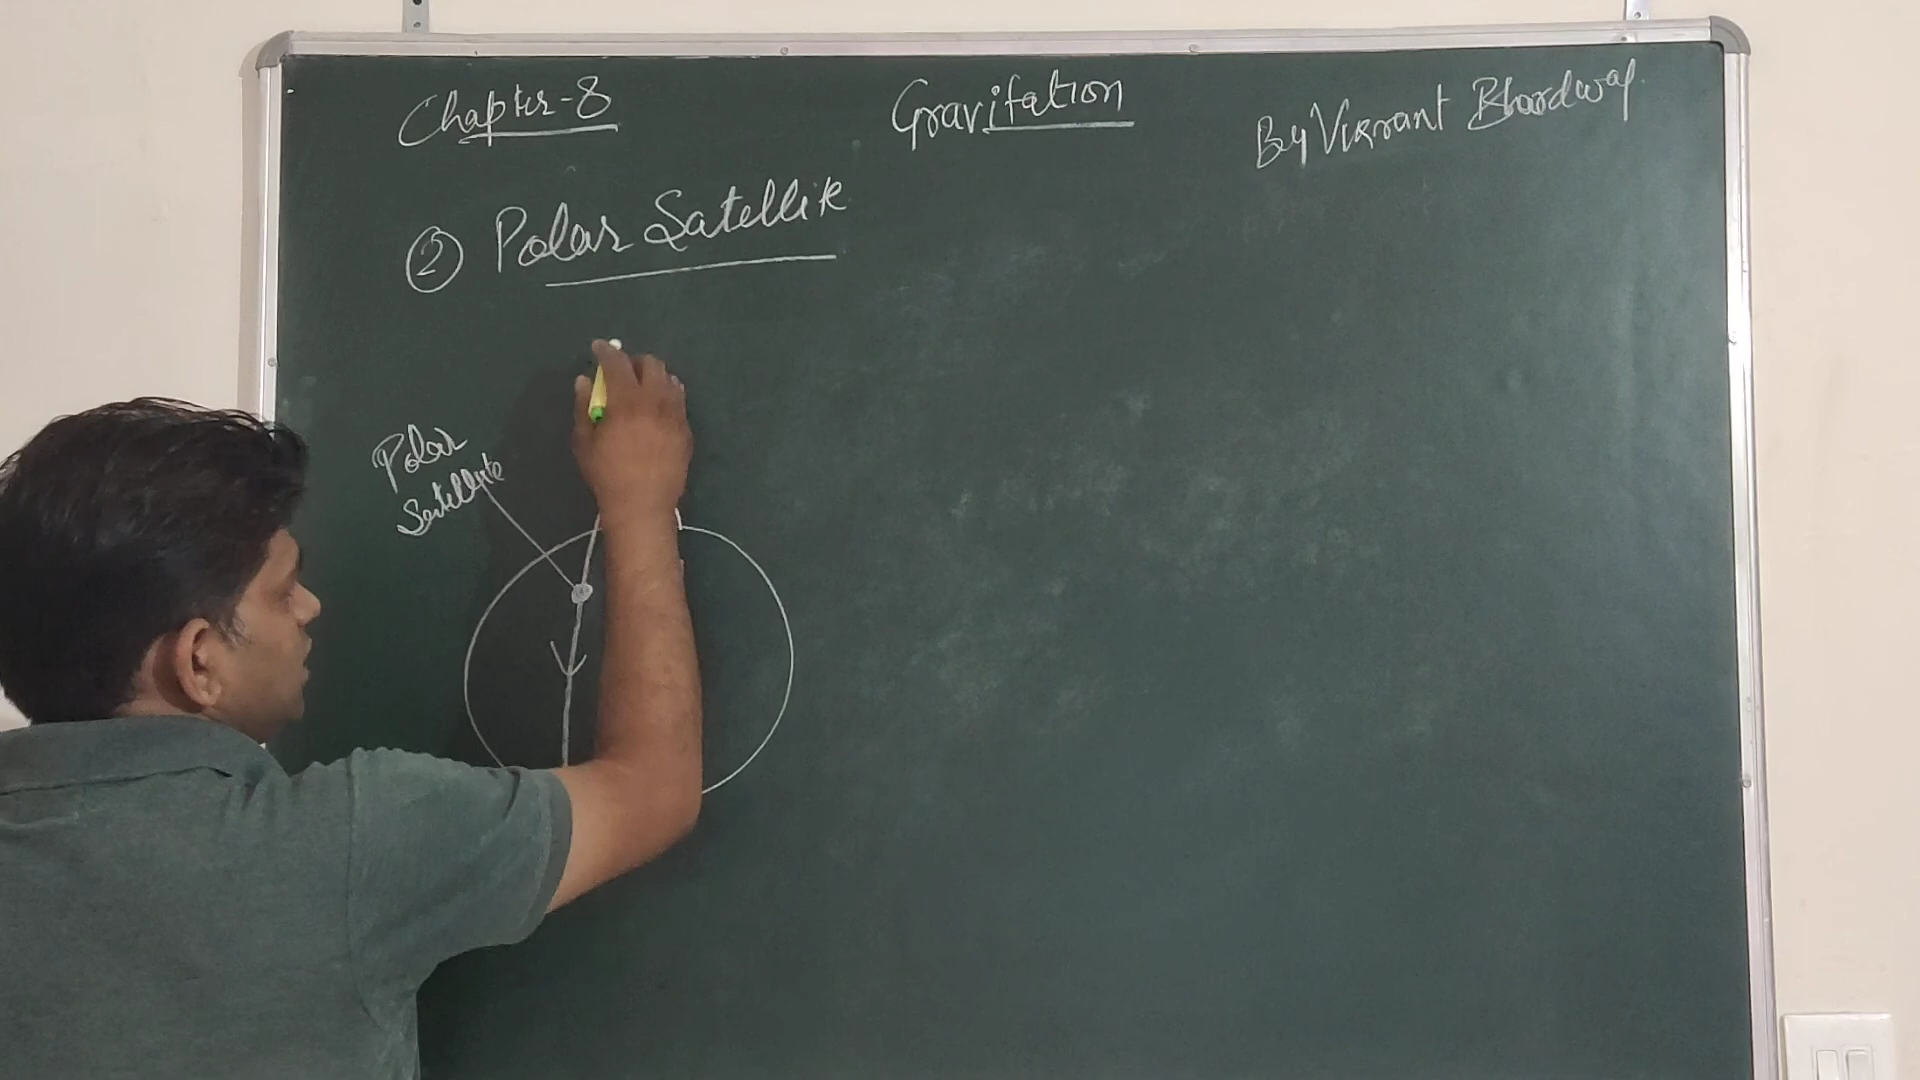 Chapter-8
Gravitation
By Vikrant Bhardwaj.
② Polar Satellite
Polar
Satellite